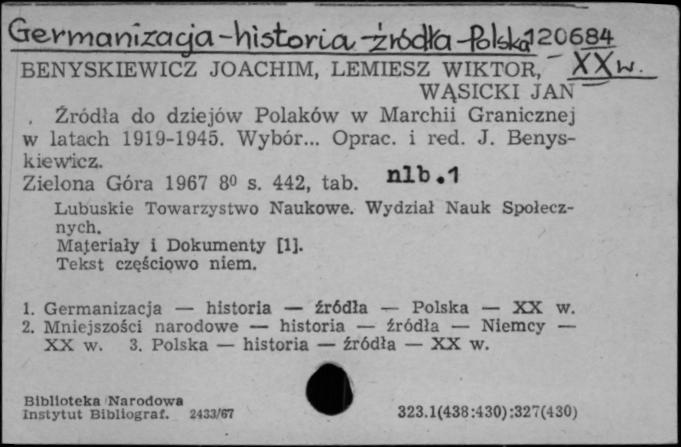 Germanizacja-historia-źródła-Polska 120684
XX w.
BENYSKIEWICZ JOACHIM, LEMIESZ WIKTOR,
WĄSICKI JAN
Źródła do dziejów Polaków w Marchii Granicznej
w latach 1919-1945. Wybór... Oprac. i red. J. Benys-
kiewicz.
Zielona Góra 1967 8⁰ s. 442, tab. nlb.1
Lubuskie Towarzystwo Naukowe. Wydział Nauk Społecz-
nych.
Materiały i Dokumenty [1].
Tekst częściowo niem.
1. Germanizacja — historia — źródła — Polska — XX w.
2. Mniejszości narodowe — historia — źródła — Niemcy —
XX w. 3. Polska — historia — źródła — XX w.
Biblioteka Narodowa
Instytut Bibliograf. 2433/67
323.1(438:430):327(430)